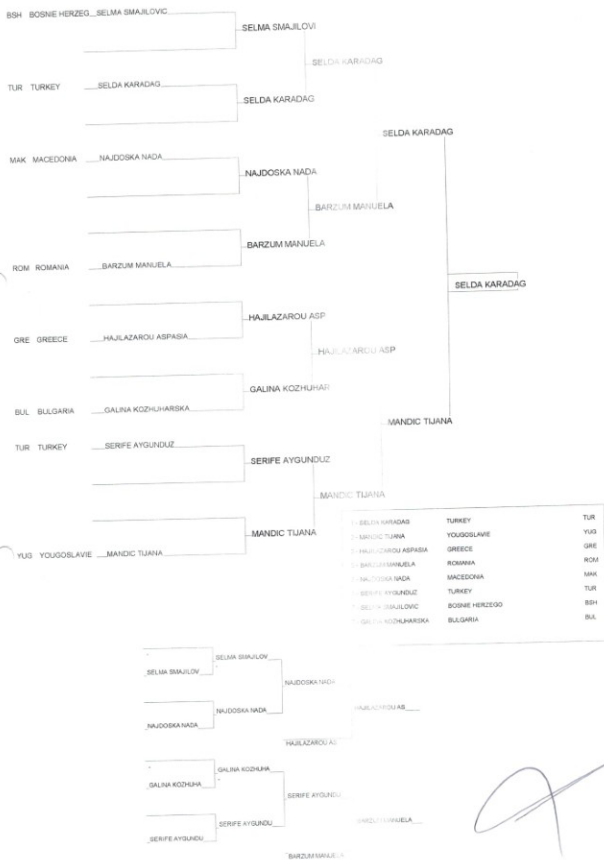 BSH BOSNIE HERZEG SELMA SMAJILOVIC
SELMA SMAJILOVI
SELDA KARADAG
TUR TURKEY SELDA KARADAG
SELDA KARADAG
SELDA KARADAG
MAK MACEDONIA NAJDOSKA NADA
NAJDOSKA NADA
BARZUM MANUELA
BARZUM MANUELA
ROM ROMANIA BARZUM MANUELA
SELDA KARADAG
HAJILAZAROU ASP
GRE GREECE HAJILAZAROU ASPASIA
HAJILAZAROU ASP
GALINA KOZHUHAR
BUL BULGARIA GALINA KOZHUHARSKA
MANDIC TIJANA
TUR TURKEY SERIFE AYGUNDUZ
SERIFE AYGUNDUZ
MANDIC TIJANA
MANDIC TIJANA
YUG YOUGOSLAVIE MANDIC TIJANA
SELDA KARADAG TURKEY TUR
MANDIC TIJANA YOUGOSLAVIE YUG
HAJILAZAROU ASPASIA GREECE GRE
BARZUM MANUELA ROMANIA ROM
NAJDOSKA NADA MACEDONIA MAK
SERIFE AYGUNDUZ TURKEY TUR
SELMA SMAJILOVIC BOSNIE HERZEGO BSH
GALINA KOZHUHARSKA BULGARIA BUL
SELMA SMAJILOV
SELMA SMAJILOV
NAJDOSKA NADA
NAJDOSKA NADA
HAJILAZAROU AS
NAJDOSKA NADA
HAJILAZAROU AS
GALINA KOZHUHA
GALINA KOZHUHA
SERIFE AYGUNDU
SERIFE AYGUNDU
BARZUM MANUELA
SERIFE AYGUNDU
BARZUM MANUELA